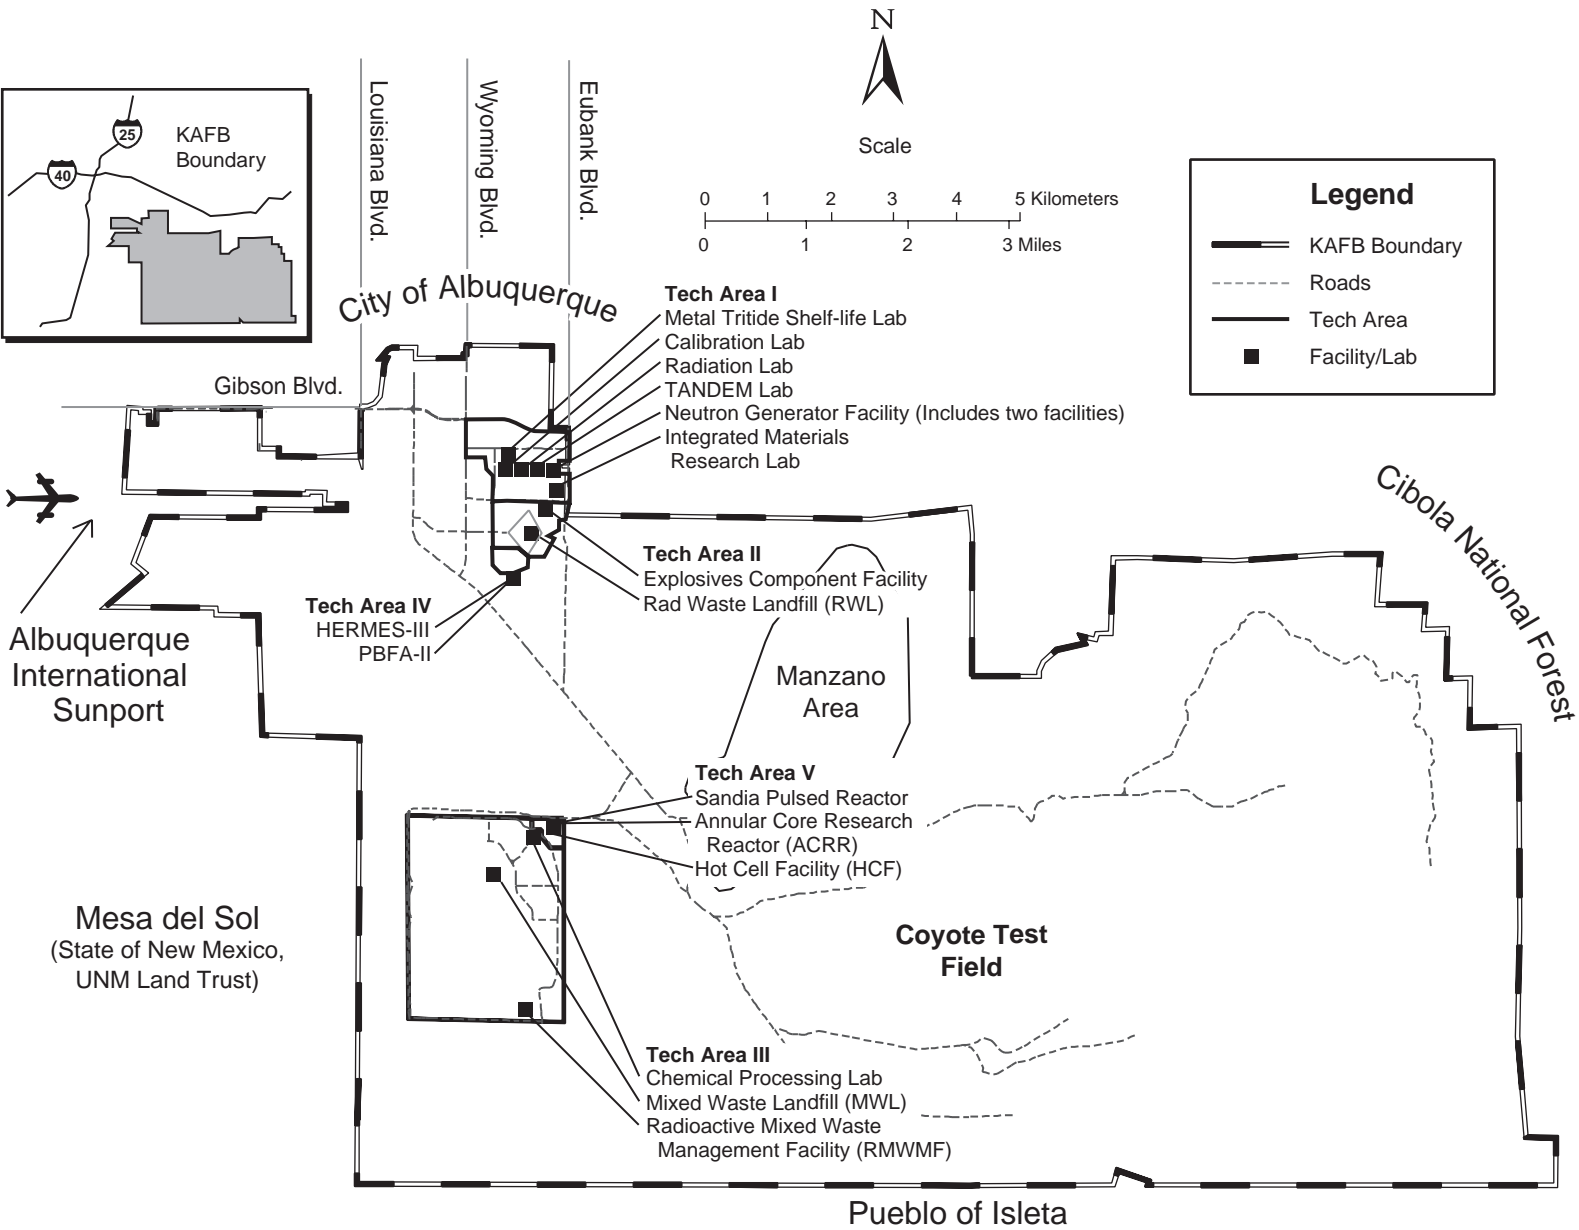 N
Scale
0 1 2 3 4 5 Kilometers
0 1 2 3 Miles
25
40
KAFB
Boundary
Louisiana Blvd.
Wyoming Blvd.
Eubank Blvd.
Legend
KAFB Boundary
Roads
Tech Area
Facility/Lab
City of Albuquerque
Gibson Blvd.
Tech Area I
Metal Tritide Shelf-life Lab
Calibration Lab
Radiation Lab
TANDEM Lab
Neutron Generator Facility (Includes two facilities)
Integrated Materials
Research Lab
Cibola National Forest
Tech Area II
Explosives Component Facility
Rad Waste Landfill (RWL)
Tech Area IV
HERMES-III
PBFA-II
Albuquerque
International
Sunport
Manzano
Area
Tech Area V
Sandia Pulsed Reactor
Annular Core Research
Reactor (ACRR)
Hot Cell Facility (HCF)
Mesa del Sol
(State of New Mexico,
UNM Land Trust)
Coyote Test
Field
Tech Area III
Chemical Processing Lab
Mixed Waste Landfill (MWL)
Radioactive Mixed Waste
Management Facility (RMWMF)
Pueblo of Isleta